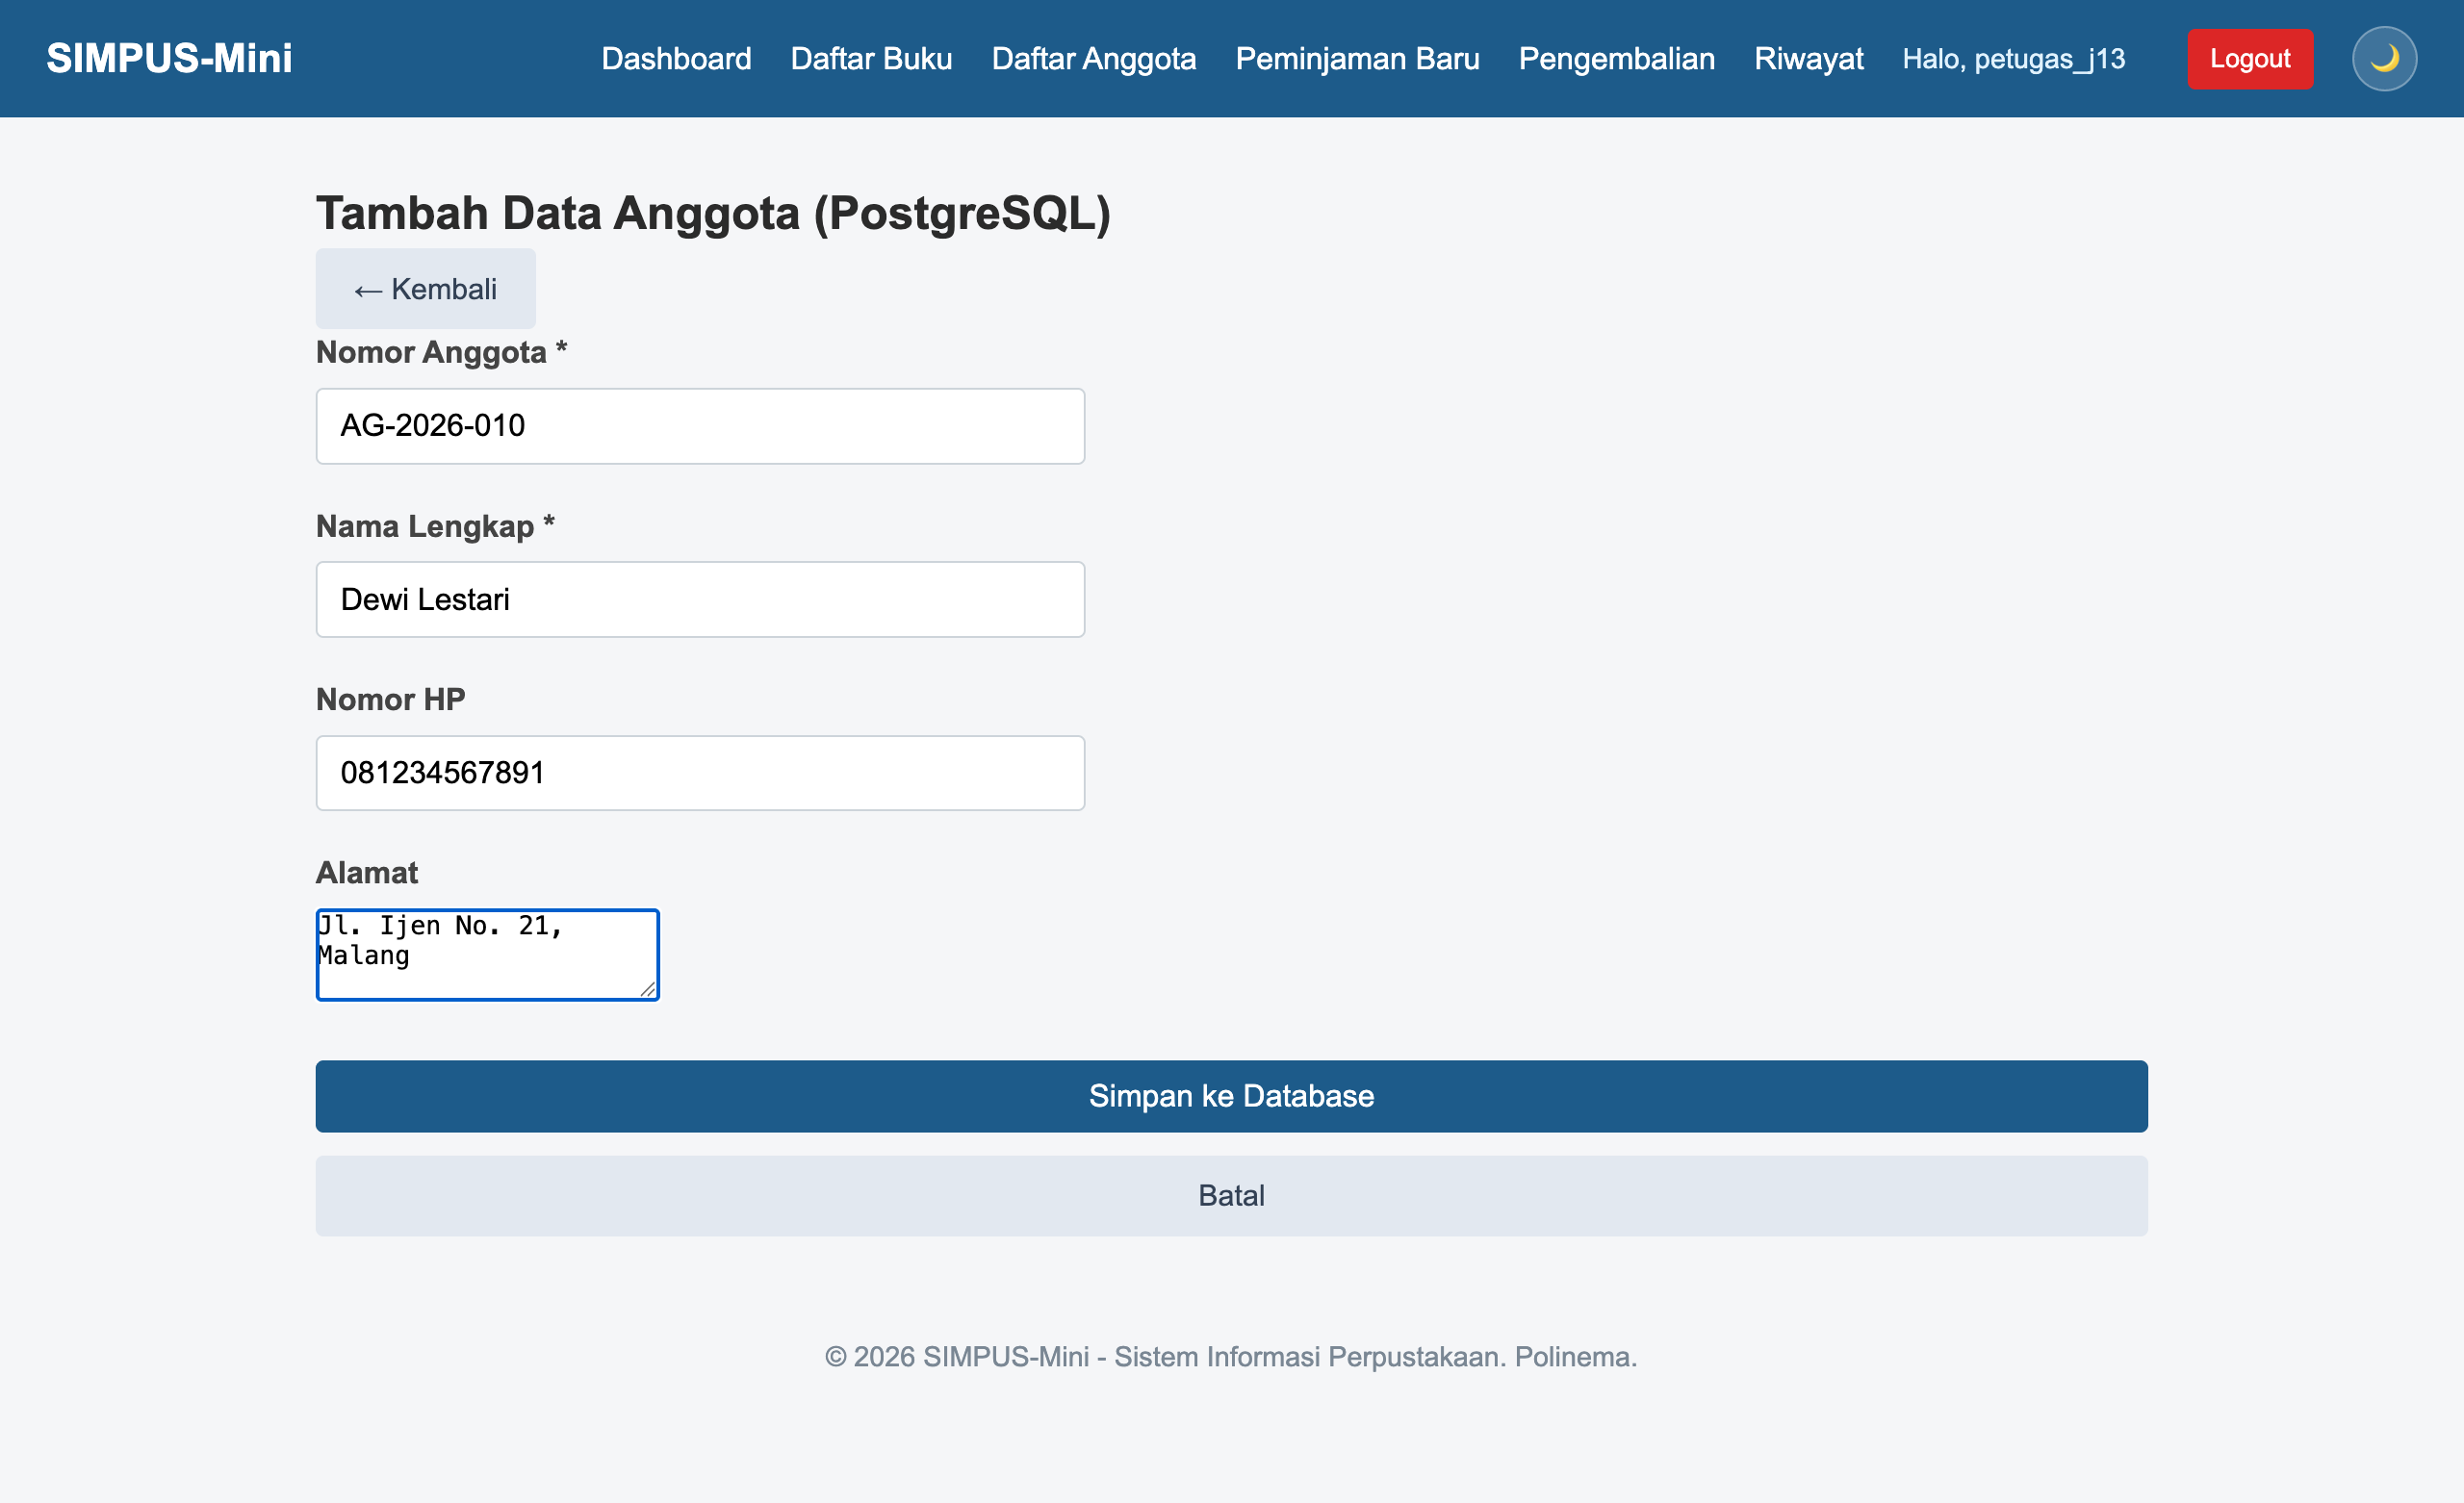 SIMPUS-Mini
Dashboard Daftar Buku Daftar Anggota Peminjaman Baru Pengembalian Riwayat Halo, petugas_j13 Logout
Tambah Data Anggota (PostgreSQL)
← Kembali
Nomor Anggota *
AG-2026-010
Nama Lengkap *
Dewi Lestari
Nomor HP
081234567891
Alamat
Jl. Ijen No. 21,
Malang
Simpan ke Database
Batal
© 2026 SIMPUS-Mini - Sistem Informasi Perpustakaan. Polinema.